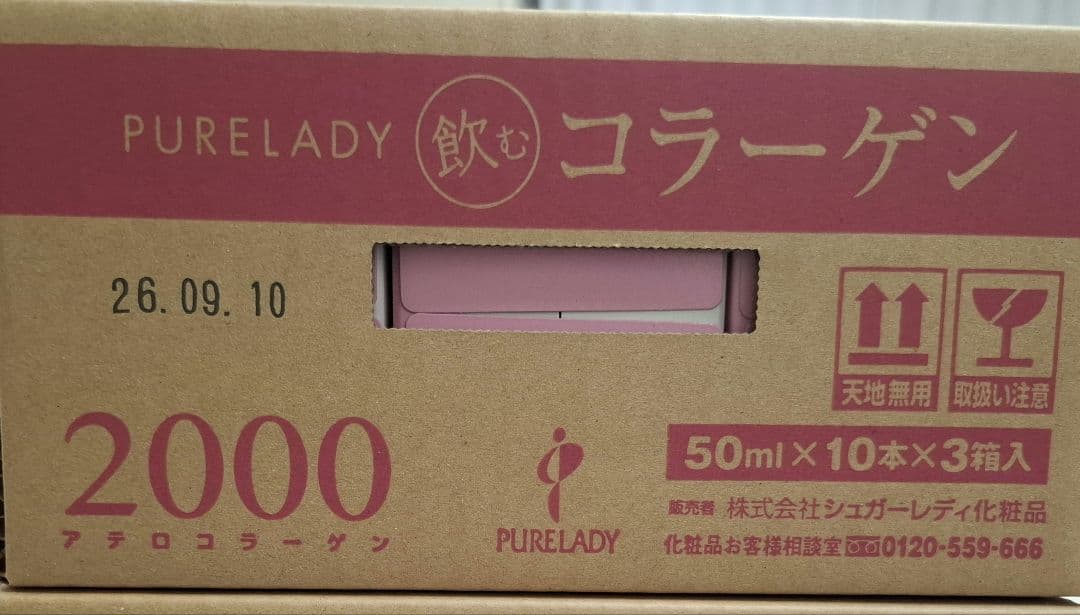 PURELADY 飲む コラーゲン
26.09.10
天地無用
取扱い注意
2000
アテロコラーゲン
PURELADY
50ml×10本×3箱入
販売者 株式会社シュガーレディ化粧品
化粧品お客様相談室 0120-559-666